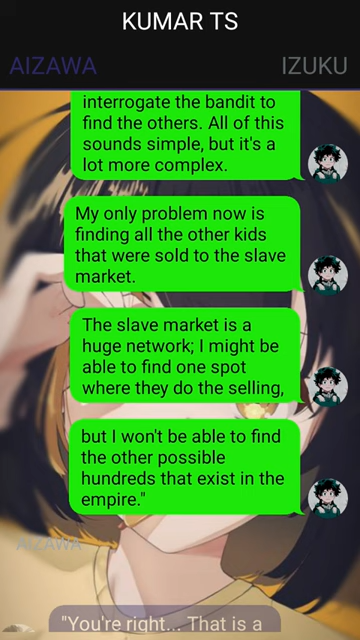 KUMAR TS
AIZAWA
IZUKU
interrogate the bandit to
find the others. All of this
sounds simple, but it's a
lot more complex.
My only problem now is
finding all the other kids
that were sold to the slave
market.
The slave market is a
huge network; I might be
able to find one spot
where they do the selling,
but I won't be able to find
the other possible
hundreds that exist in the
empire."
AIZAWA
"You're right... That is a